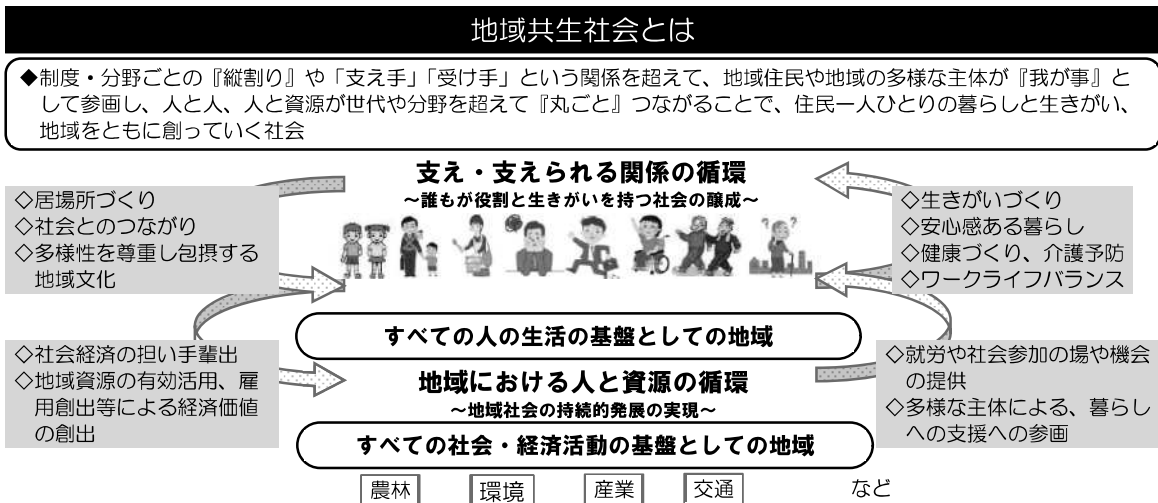 地域共生社会とは
◆制度・分野ごとの『縦割り』や「支え手」「受け手」という関係を超えて、地域住民や地域の多様な主体が『我が事』と
して参画し、人と人、人と資源が世代や分野を超えて『丸ごと』つながることで、住民一人ひとりの暮らしと生きがい、
地域をともに創っていく社会
支え・支えられる関係の循環
～誰もが役割と生きがいを持つ社会の醸成～
◇居場所づくり
◇社会とのつながり
◇多様性を尊重し包摂する
地域文化
◇生きがいづくり
◇安心感ある暮らし
◇健康づくり、介護予防
◇ワークライフバランス
すべての人の生活の基盤としての地域
◇社会経済の担い手輩出
◇地域資源の有効活用、雇
用創出等による経済価値
の創出
地域における人と資源の循環
～地域社会の持続的発展の実現～
◇就労や社会参加の場や機会
の提供
◇多様な主体による、暮らし
への支援への参画
すべての社会・経済活動の基盤としての地域
農林
環境
産業
交通
など